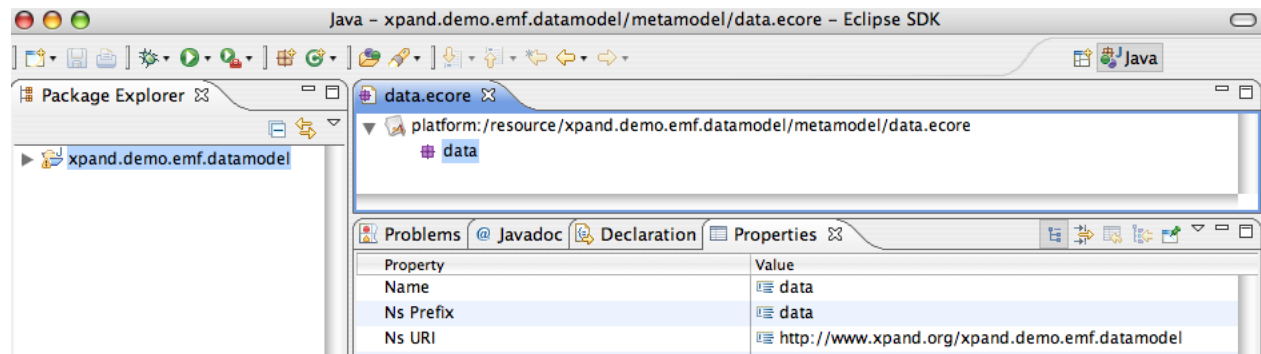 Java – xpand.demo.emf.datamodel/metamodel/data.ecore – Eclipse SDK
Java
Package Explorer
data.ecore
platform:/resource/xpand.demo.emf.datamodel/metamodel/data.ecore
data
xpand.demo.emf.datamodel
Problems @ Javadoc Declaration Properties
Property Value
Name data
Ns Prefix data
Ns URI http://www.xpand.org/xpand.demo.emf.datamodel